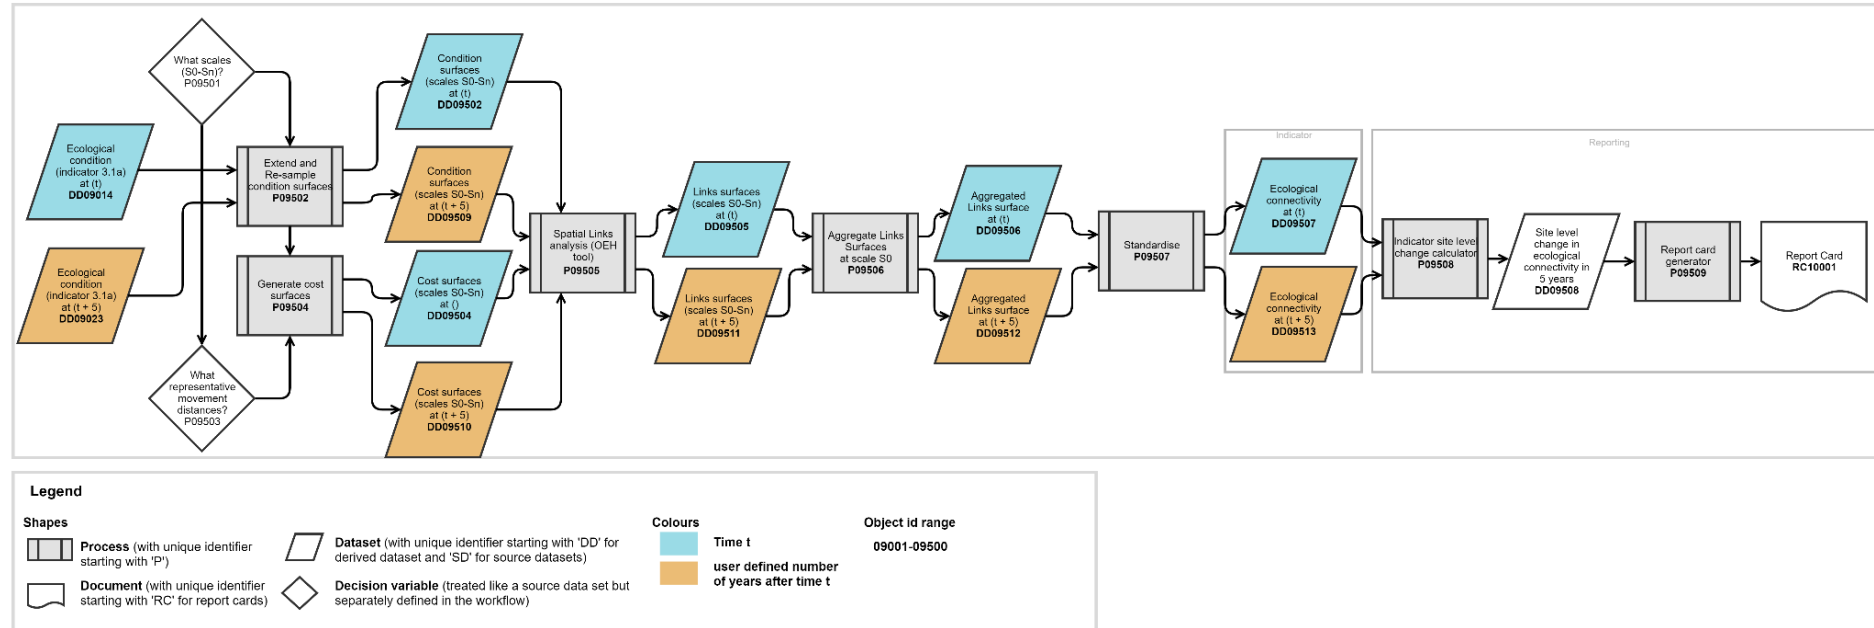 What scales
(S0-Sn)?
P09501
Ecological
condition
(indicator 3.1a)
at (t)
DD09014
Ecological
condition
(indicator 3.1a)
at (t + 5)
DD09023
Extend and
Re-sample
condition surfaces
P09502
Generate cost
surfaces
P09504
What
representative
movement
distances?
P09503
Condition
surfaces
(scales S0-Sn)
at (t)
DD09502
Condition
surfaces
(scales S0-Sn)
at (t + 5)
DD09509
Cost surfaces
(scales S0-Sn)
at ()
DD09504
Cost surfaces
(scales S0-Sn)
at (t + 5)
DD09510
Spatial Links
analysis (OEH
tool)
P09505
Links surfaces
(scales S0-Sn)
at (t)
DD09505
Links surfaces
(scales S0-Sn)
at (t + 5)
DD09511
Aggregate Links
Surfaces
at scale S0
P09506
Aggregated
Links surface
at (t)
DD09506
Aggregated
Links surface
at (t + 5)
DD09512
Standardise
P09507
Indicator
Ecological
connectivity
at (t)
DD09507
Ecological
connectivity
at (t + 5)
DD09513
Reporting
Indicator site level
change calculator
P09508
Site level
change in
ecological
connectivity in
5 years
DD09508
Report card
generator
P09509
Report Card
RC10001
Legend
Shapes
Process (with unique identifier
starting with 'P')
Document (with unique identifier
starting with 'RC' for report cards)
Dataset (with unique identifier starting with 'DD' for
derived dataset and 'SD' for source datasets)
Decision variable (treated like a source data set but
separately defined in the workflow)
Colours
Time t
user defined number
of years after time t
Object id range
09001-09500